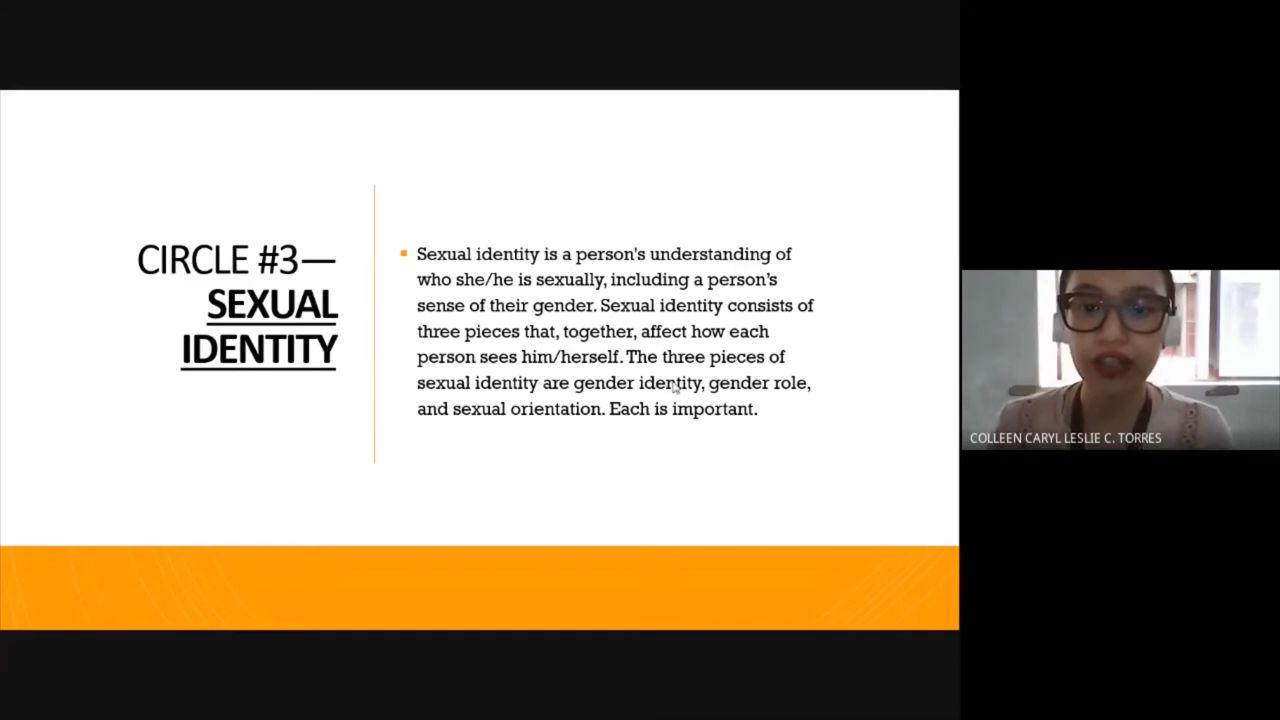 CIRCLE #3—
SEXUAL
IDENTITY
Sexual identity is a person's understanding of
who she/he is sexually, including a person’s
sense of their gender. Sexual identity consists of
three pieces that, together, affect how each
person sees him/herself. The three pieces of
sexual identity are gender identity, gender role,
and sexual orientation. Each is important.
COLLEEN CARYL LESLIE C. TORRES